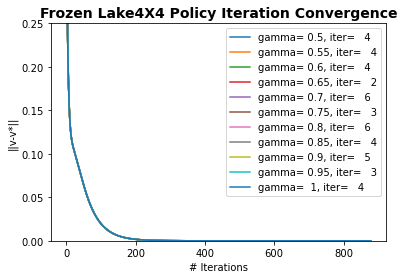 Frozen Lake4X4 Policy Iteration Convergence
0.25
0.20
0.15
0.10
0.05
0.00
||v-v*||
0
200
400
600
800
# Iterations
gamma= 0.5, iter=   4
gamma= 0.55, iter=   4
gamma= 0.6, iter=   4
gamma= 0.65, iter=   2
gamma= 0.7, iter=   6
gamma= 0.75, iter=   3
gamma= 0.8, iter=   6
gamma= 0.85, iter=   4
gamma= 0.9, iter=   5
gamma= 0.95, iter=   3
gamma=  1, iter=   4